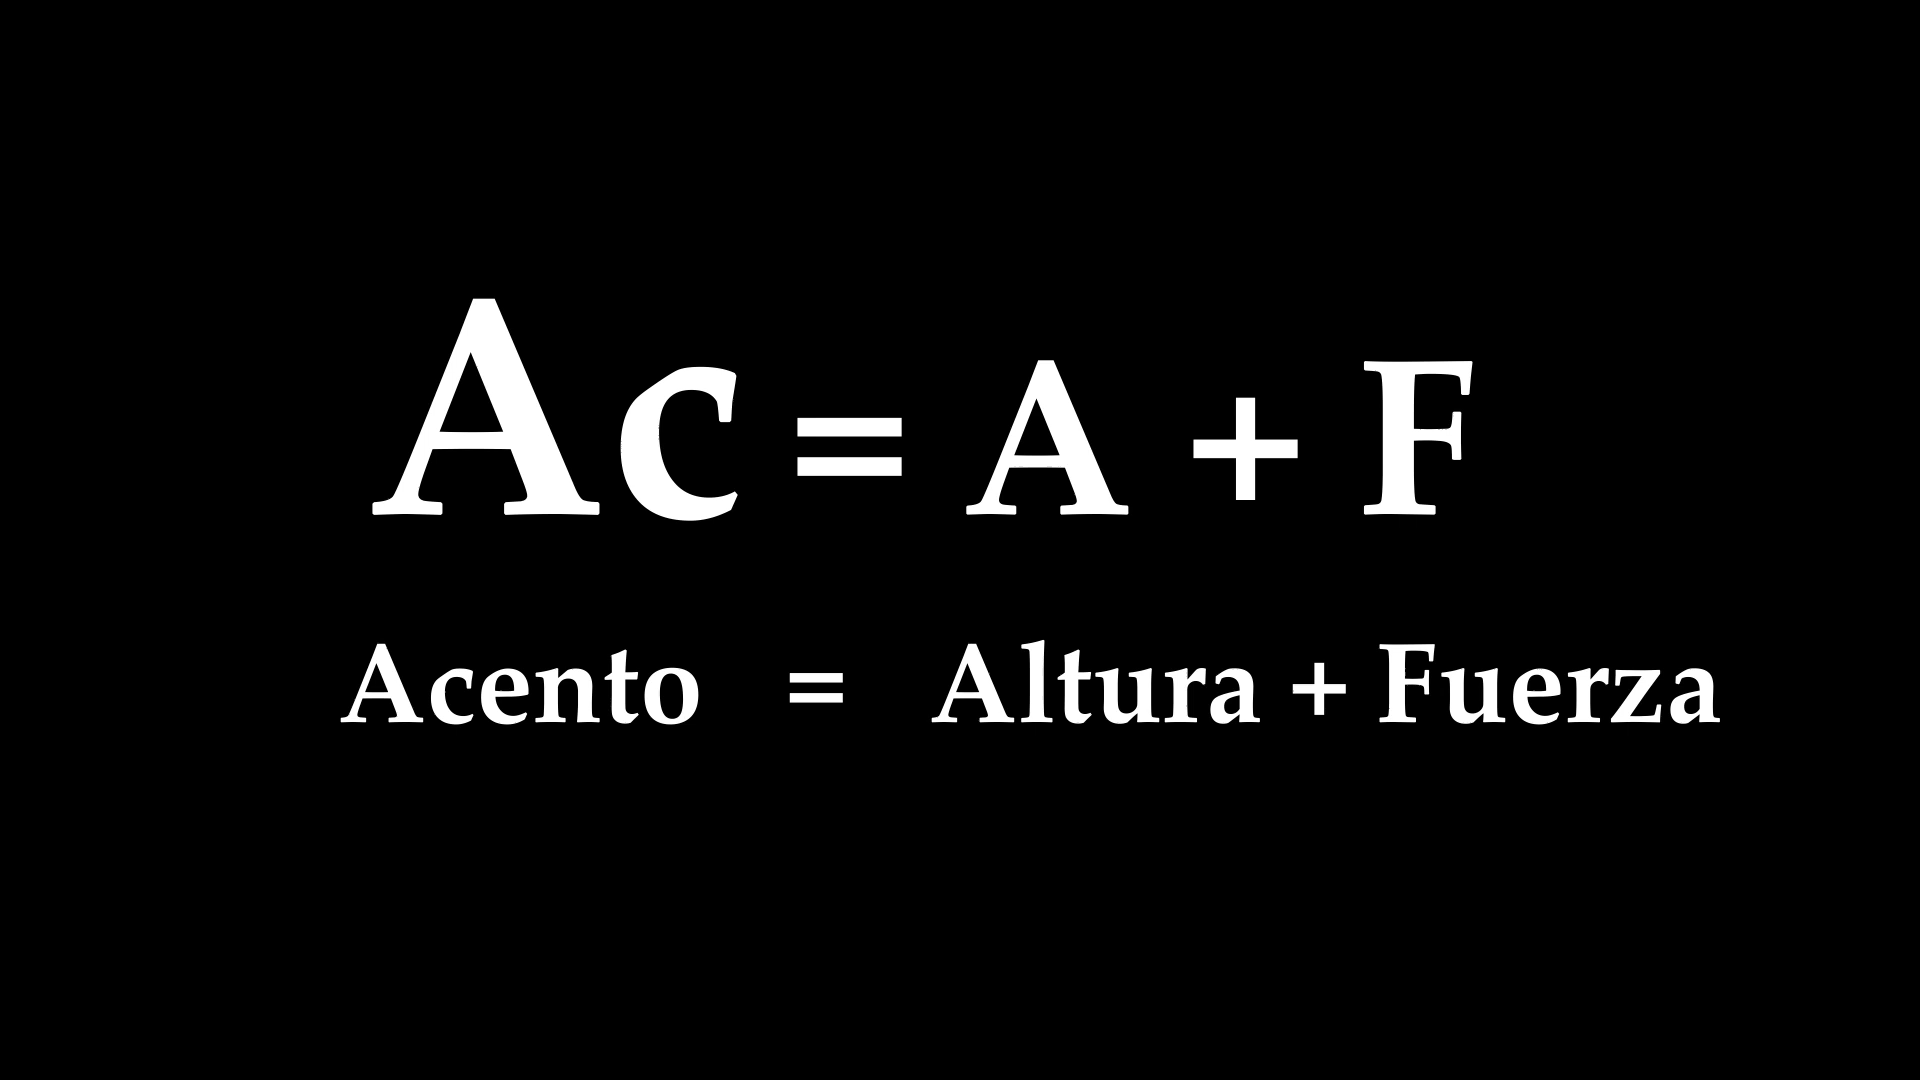 Ac = A + F
Acento = Altura + Fuerza